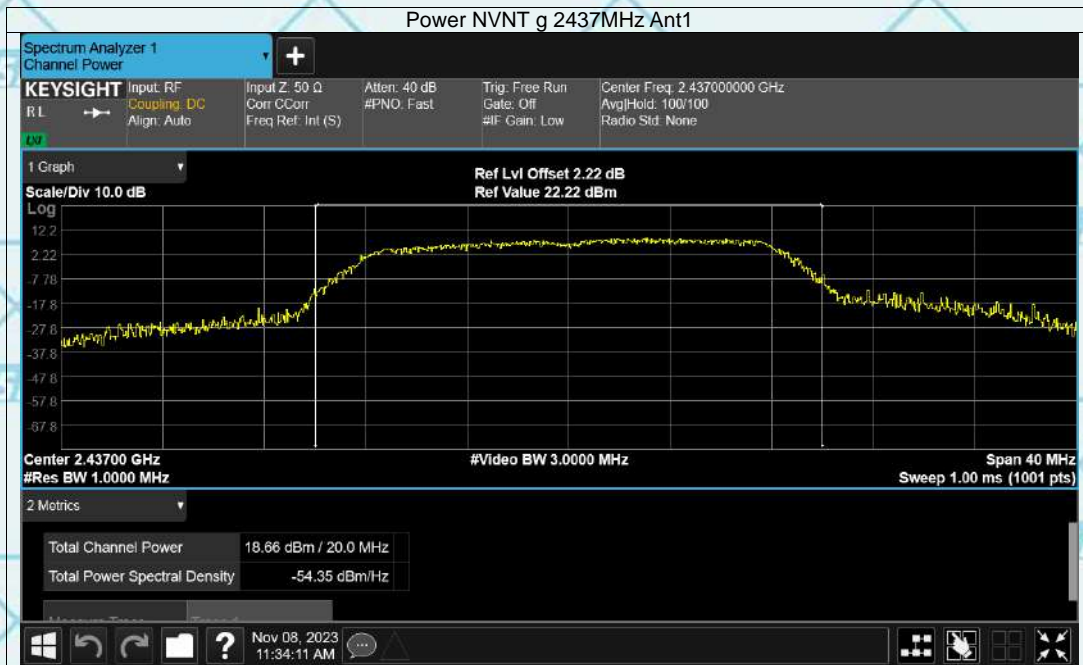 Power NVNT g 2437MHz Ant1
Spectrum Analyzer 1
Channel Power
KEYSIGHT
RL
LXI
Input: RF
Coupling: DC
Align: Auto
Input Z: 50 Ω
Corr CCorr
Freq Ref: Int (S)
Atten: 40 dB
#PNO: Fast
Trig: Free Run
Gate: Off
#IF Gain: Low
Center Freq: 2.437000000 GHz
Avg|Hold: 100/100
Radio Std: None
1 Graph
Scale/Div 10.0 dB
Ref Lvl Offset 2.22 dB
Ref Value 22.22 dBm
Log
12.2
2.22
-7.78
-17.8
-27.8
-37.8
-47.8
-57.8
-67.8
Center 2.43700 GHz
#Res BW 1.0000 MHz
#Video BW 3.0000 MHz
Span 40 MHz
Sweep 1.00 ms (1001 pts)
2 Metrics
Total Channel Power 18.66 dBm / 20.0 MHz
Total Power Spectral Density -54.35 dBm/Hz
?
Nov 08, 2023
11:34:11 AM